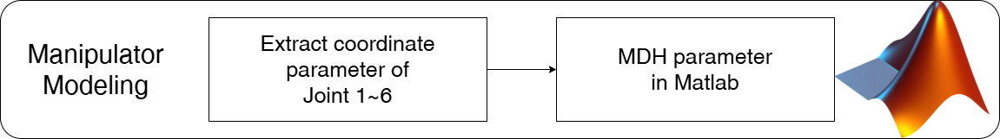 Manipulator
Modeling
Extract coordinate
parameter of
Joint 1~6
MDH parameter
in Matlab